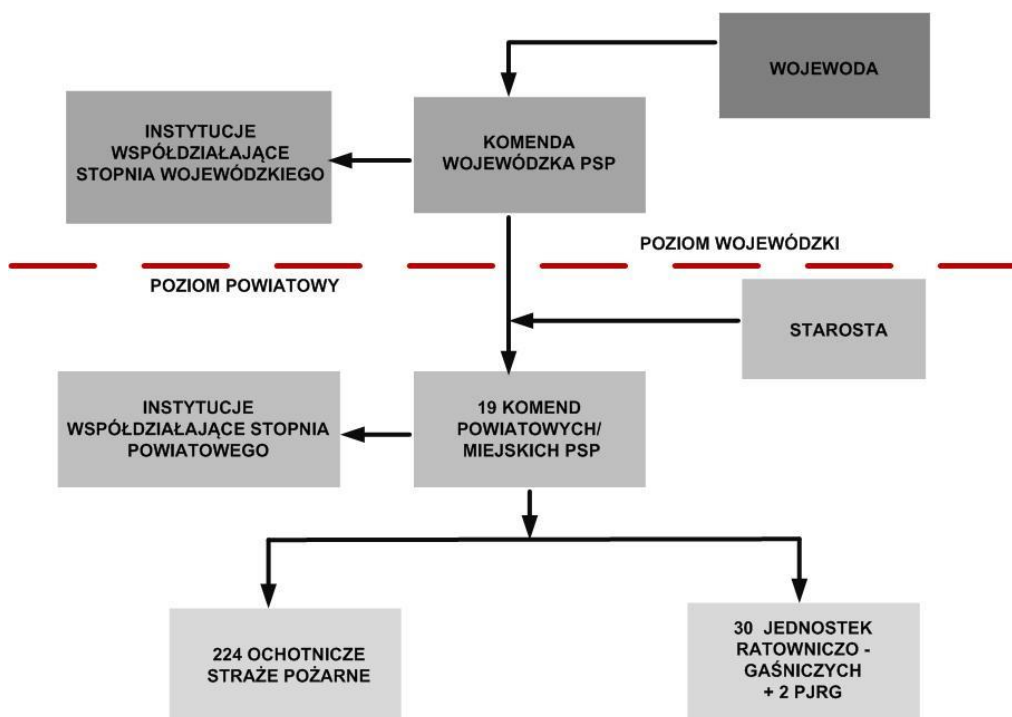 WOJEWODA
INSTYTUCJE
WSPÓŁDZIAŁAJĄCE
STOPNIA WOJEWÓDZKIEGO
KOMENDA
WOJEWÓDZKA PSP
POZIOM WOJEWÓDZKI
POZIOM POWIATOWY
STAROSTA
INSTYTUCJE
WSPÓŁDZIAŁAJĄCE STOPNIA
POWIATOWEGO
19 KOMEND
POWIATOWYCH/
MIEJSKICH PSP
224 OCHOTNICZE
STRAŻE POŻARNE
30 JEDNOSTEK
RATOWNICZO -
GAŚNICZYCH
+ 2 PJRG